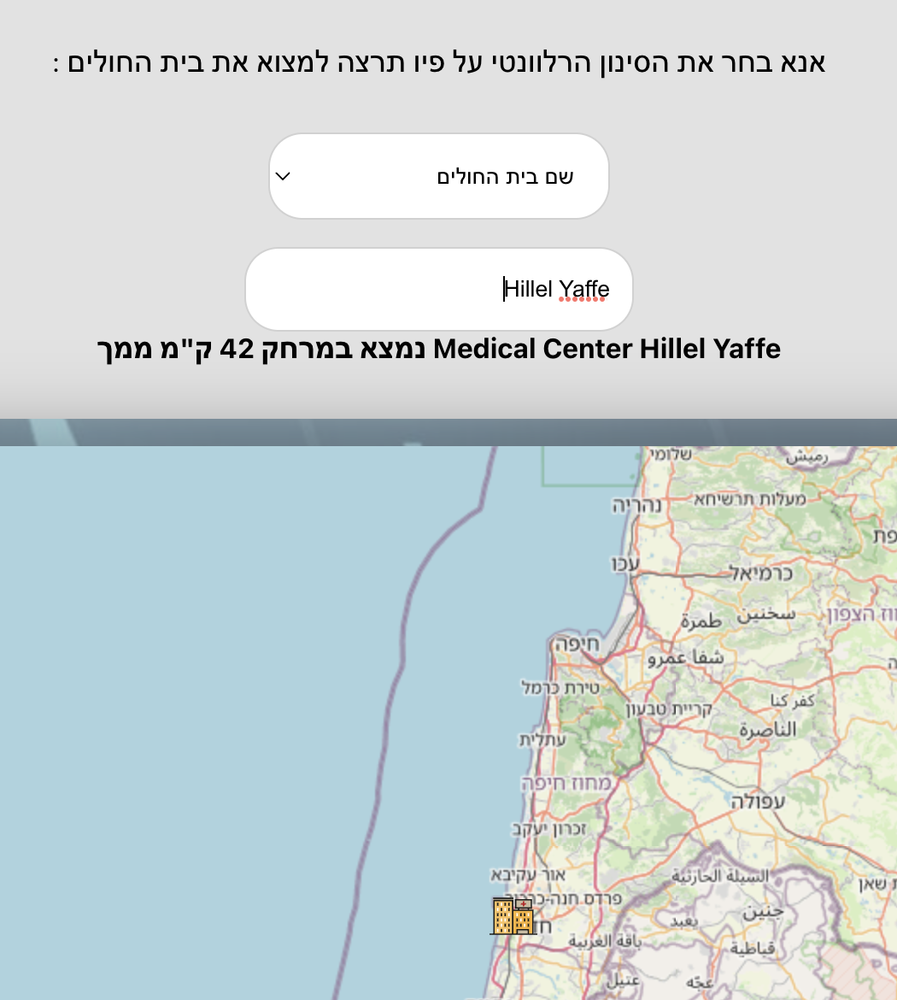 אנא בחר את הסינון הרלוונטי על פיו תרצה למצוא את בית החולים :
שם בית החולים
Hillel Yaffe
Medical Center Hillel Yaffe נמצא במרחק 42 ק"מ ממך
שלומי
رميش
נהריה
מעלות תרשיחא
פת
עכו
כרמיאל
طمرة
سخنين
חיפה
شفا عمرو
טירת כרמל
קריית טבעון
كفر كنا
עתלית
الناصرة
מחוז חיפה
עפולה
זכרון יעקב
אור עקיבא
السيلة الحارثية
ת שאן
פרדס חנה-כרכור
جنين
חד
يعبد
باقة الغربية
قباطية
عتيل
عجّه